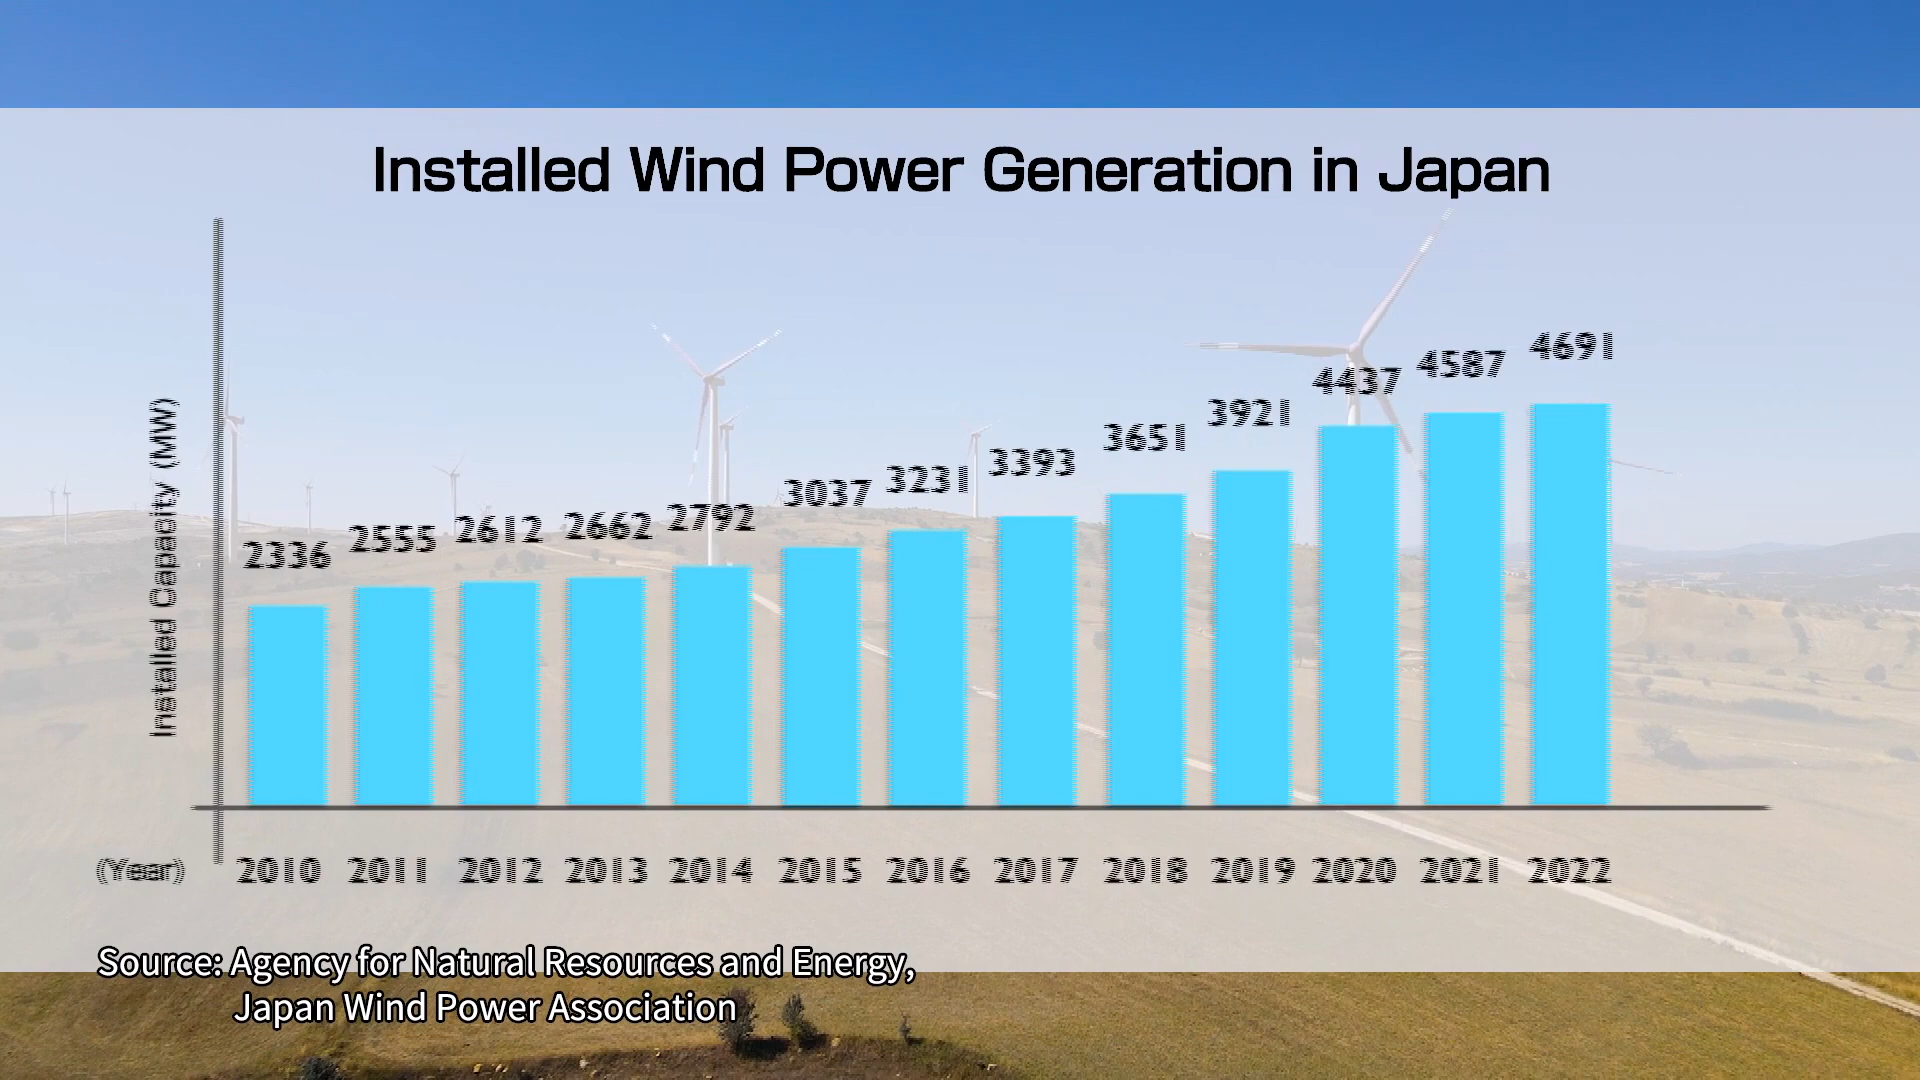 Installed Wind Power Generation in Japan
Installed Capacity (MW)
2336 2555 2612 2662 2792 3037 3231 3393 3651 3921 4437 4587 4691
(Year) 2010 2011 2012 2013 2014 2015 2016 2017 2018 2019 2020 2021 2022
Source: Agency for Natural Resources and Energy,
Japan Wind Power Association